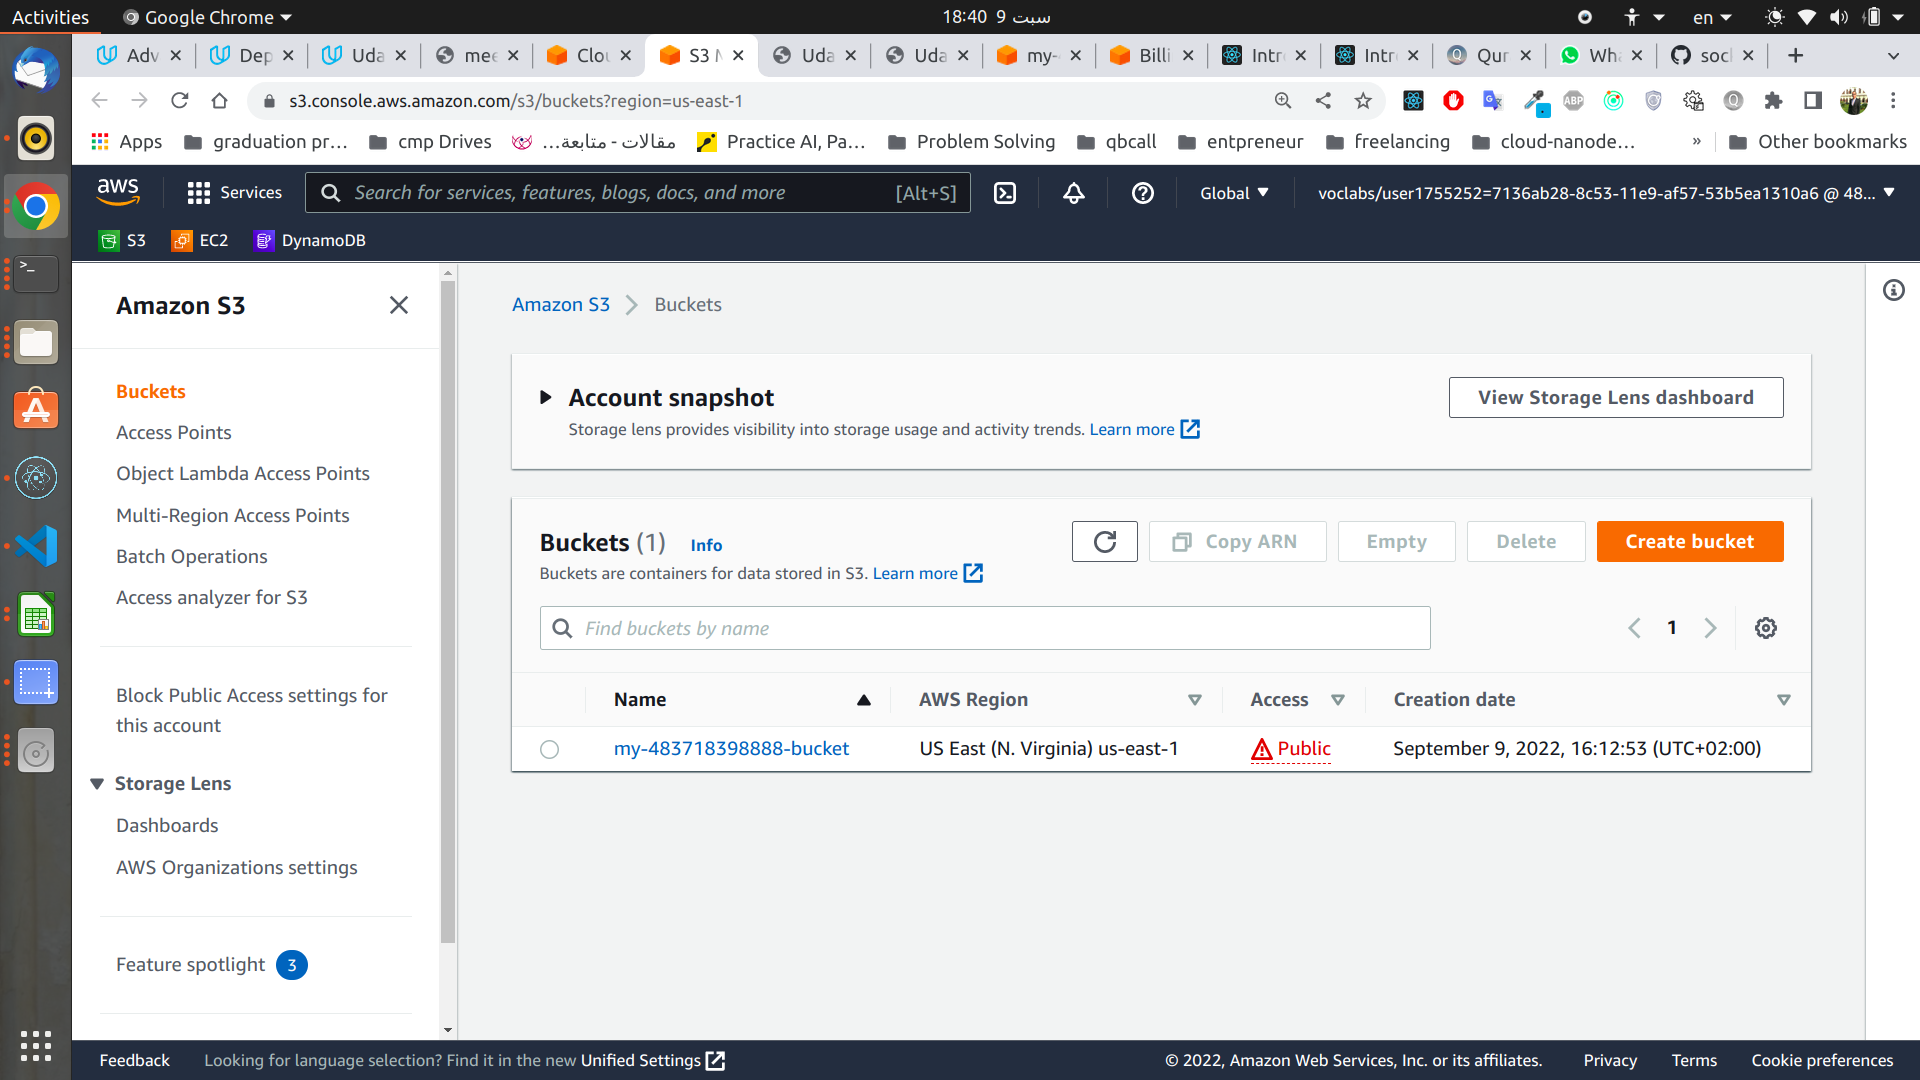 Activities
Google Chrome
سبت 9 18:40
en
Adv
Dep
Uda
mee
Clou
S3 M
Uda
Uda
my-
Billi
Intro
Intro
Qur
Wha
soc
s3.console.aws.amazon.com/s3/buckets?region=us-east-1
ABP
Apps
graduation pr...
cmp Drives
مقالات - متابعة...
Practice AI, Pa...
Problem Solving
qbcall
entpreneur
freelancing
cloud-nanode...
»
Other bookmarks
aws
Services
Search for services, features, blogs, docs, and more
[Alt+S]
Global
voclabs/user1755252=7136ab28-8c53-11e9-af57-53b5ea1310a6 @ 48...
S3
EC2
DynamoDB
Amazon S3
Buckets
Access Points
Object Lambda Access Points
Multi-Region Access Points
Batch Operations
Access analyzer for S3
Block Public Access settings for
this account
Storage Lens
Dashboards
AWS Organizations settings
Feature spotlight 3
Amazon S3 > Buckets
Account snapshot
Storage lens provides visibility into storage usage and activity trends. Learn more
View Storage Lens dashboard
Buckets (1) Info
Buckets are containers for data stored in S3. Learn more
Copy ARN
Empty
Delete
Create bucket
Find buckets by name
1
Name AWS Region Access Creation date
my-483718398888-bucket US East (N. Virginia) us-east-1 Public September 9, 2022, 16:12:53 (UTC+02:00)
Feedback
Looking for language selection? Find it in the new Unified Settings
© 2022, Amazon Web Services, Inc. or its affiliates.
Privacy
Terms
Cookie preferences